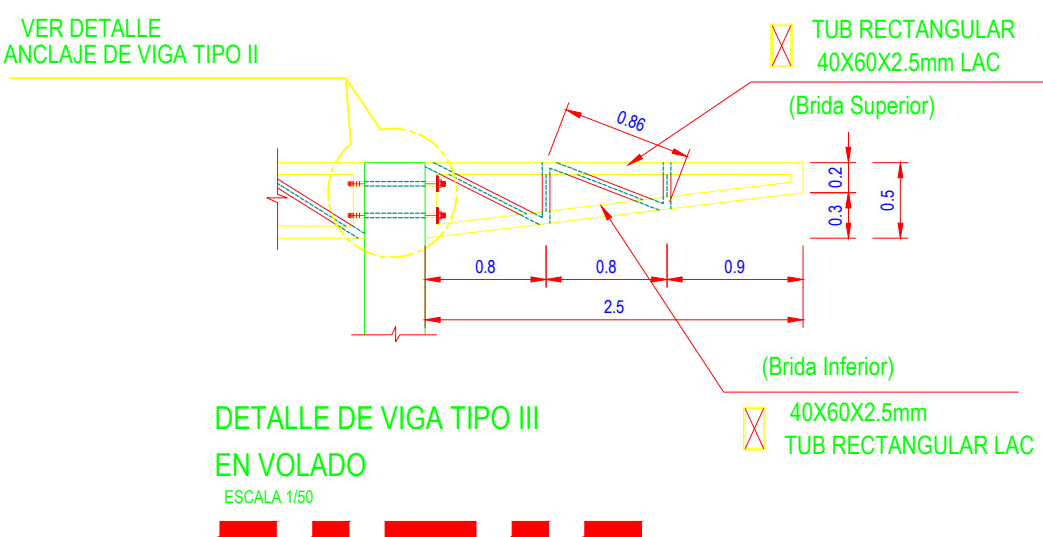 VER DETALLE
ANCLAJE DE VIGA TIPO II
TUB RECTANGULAR
40X60X2.5mm LAC
(Brida Superior)
0.86
0.2
0.3
0.5
0.8
0.8
0.9
2.5
(Brida Inferior)
40X60X2.5mm
TUB RECTANGULAR LAC
DETALLE DE VIGA TIPO III
EN VOLADO
ESCALA 1/50